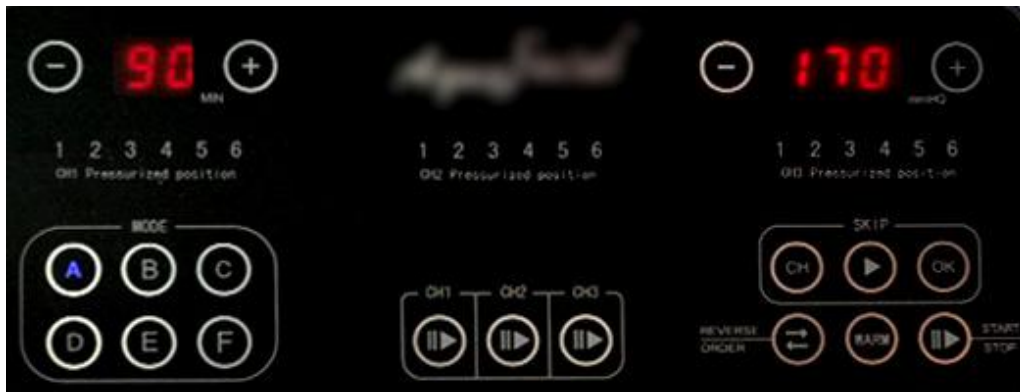 − 90 + − 170 +
MIN mmHQ
1 2 3 4 5 6 1 2 3 4 5 6 1 2 3 4 5 6
CH1 Pressurized position CH2 Pressurized position CH3 Pressurized position
MODE SKIP
A B C CH OK
CH1 CH2 CH3
REVERSE START
D E F WARM
ORDER STOP